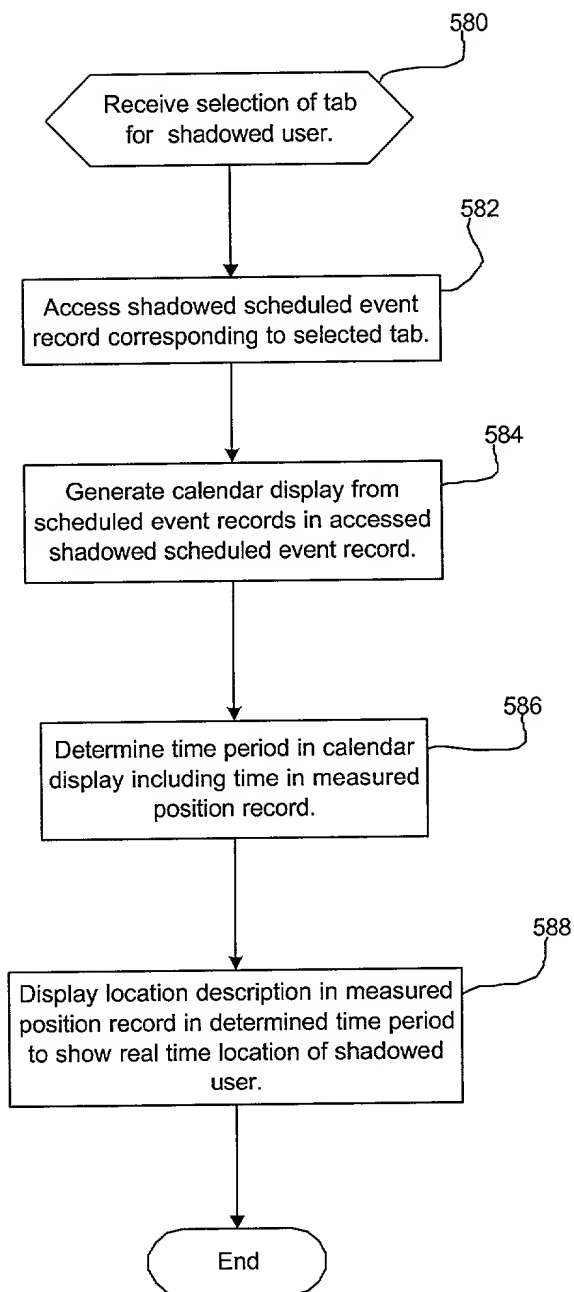 580
Receive selection of tab
for shadowed user.
582
Access shadowed scheduled event
record corresponding to selected tab.
584
Generate calendar display from
scheduled event records in accessed
shadowed scheduled event record.
586
Determine time period in calendar
display including time in measured
position record.
588
Display location description in measured
position record in determined time period
to show real time location of shadowed
user.
End